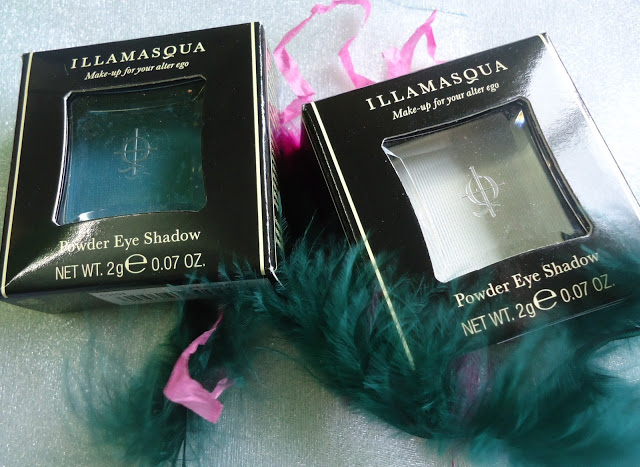 ILLAMASQUA
Make-up for your alter ego
Powder Eye Shadow
NET WT. 2g℮ 0.07 OZ.
ILLAMASQUA
Make-up for your alter ego
Powder Eye Shadow
NET WT. 2g℮ 0.07 OZ.